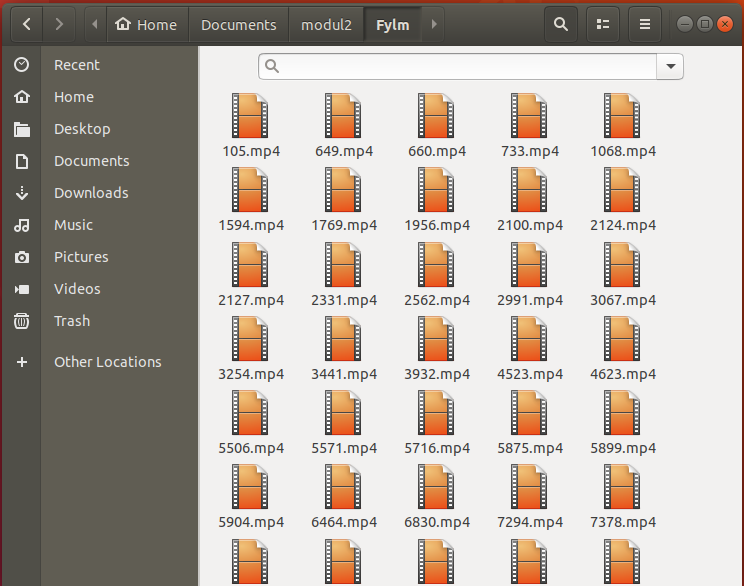 Home Documents modul2 Fylm
Recent
Home
Desktop
Documents
Downloads
Music
Pictures
Videos
Trash
Other Locations
105.mp4 649.mp4 660.mp4 733.mp4 1068.mp4
1594.mp4 1769.mp4 1956.mp4 2100.mp4 2124.mp4
2127.mp4 2331.mp4 2562.mp4 2991.mp4 3067.mp4
3254.mp4 3441.mp4 3932.mp4 4523.mp4 4623.mp4
5506.mp4 5571.mp4 5716.mp4 5875.mp4 5899.mp4
5904.mp4 6464.mp4 6830.mp4 7294.mp4 7378.mp4